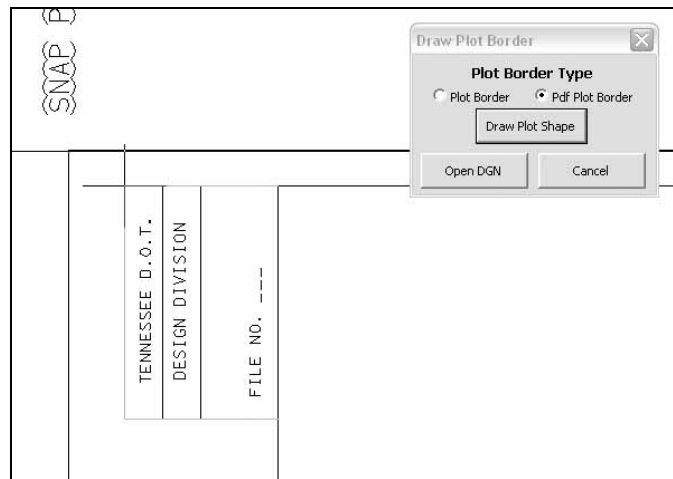 (SNAP P
Draw Plot Border
Plot Border Type
Plot Border
Pdf Plot Border
Draw Plot Shape
Open DGN
Cancel
TENNESSEE D.O.T.
DESIGN DIVISION
FILE NO. ___